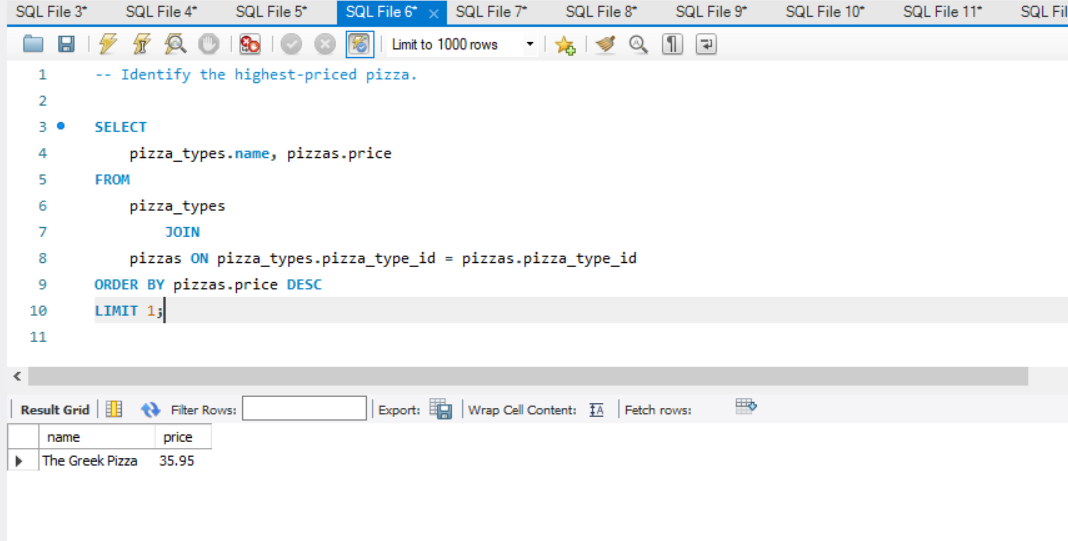 SQL File 3* SQL File 4* SQL File 5* SQL File 6* × SQL File 7* SQL File 8* SQL File 9* SQL File 10* SQL File 11* SQL Fil
Limit to 1000 rows
1 -- Identify the highest-priced pizza.
2
3 SELECT
4 pizza_types.name, pizzas.price
5 FROM
6 pizza_types
7 JOIN
8 pizzas ON pizza_types.pizza_type_id = pizzas.pizza_type_id
9 ORDER BY pizzas.price DESC
10 LIMIT 1;
11
Result Grid Filter Rows: Export: Wrap Cell Content: IA Fetch rows:
name price
The Greek Pizza 35.95